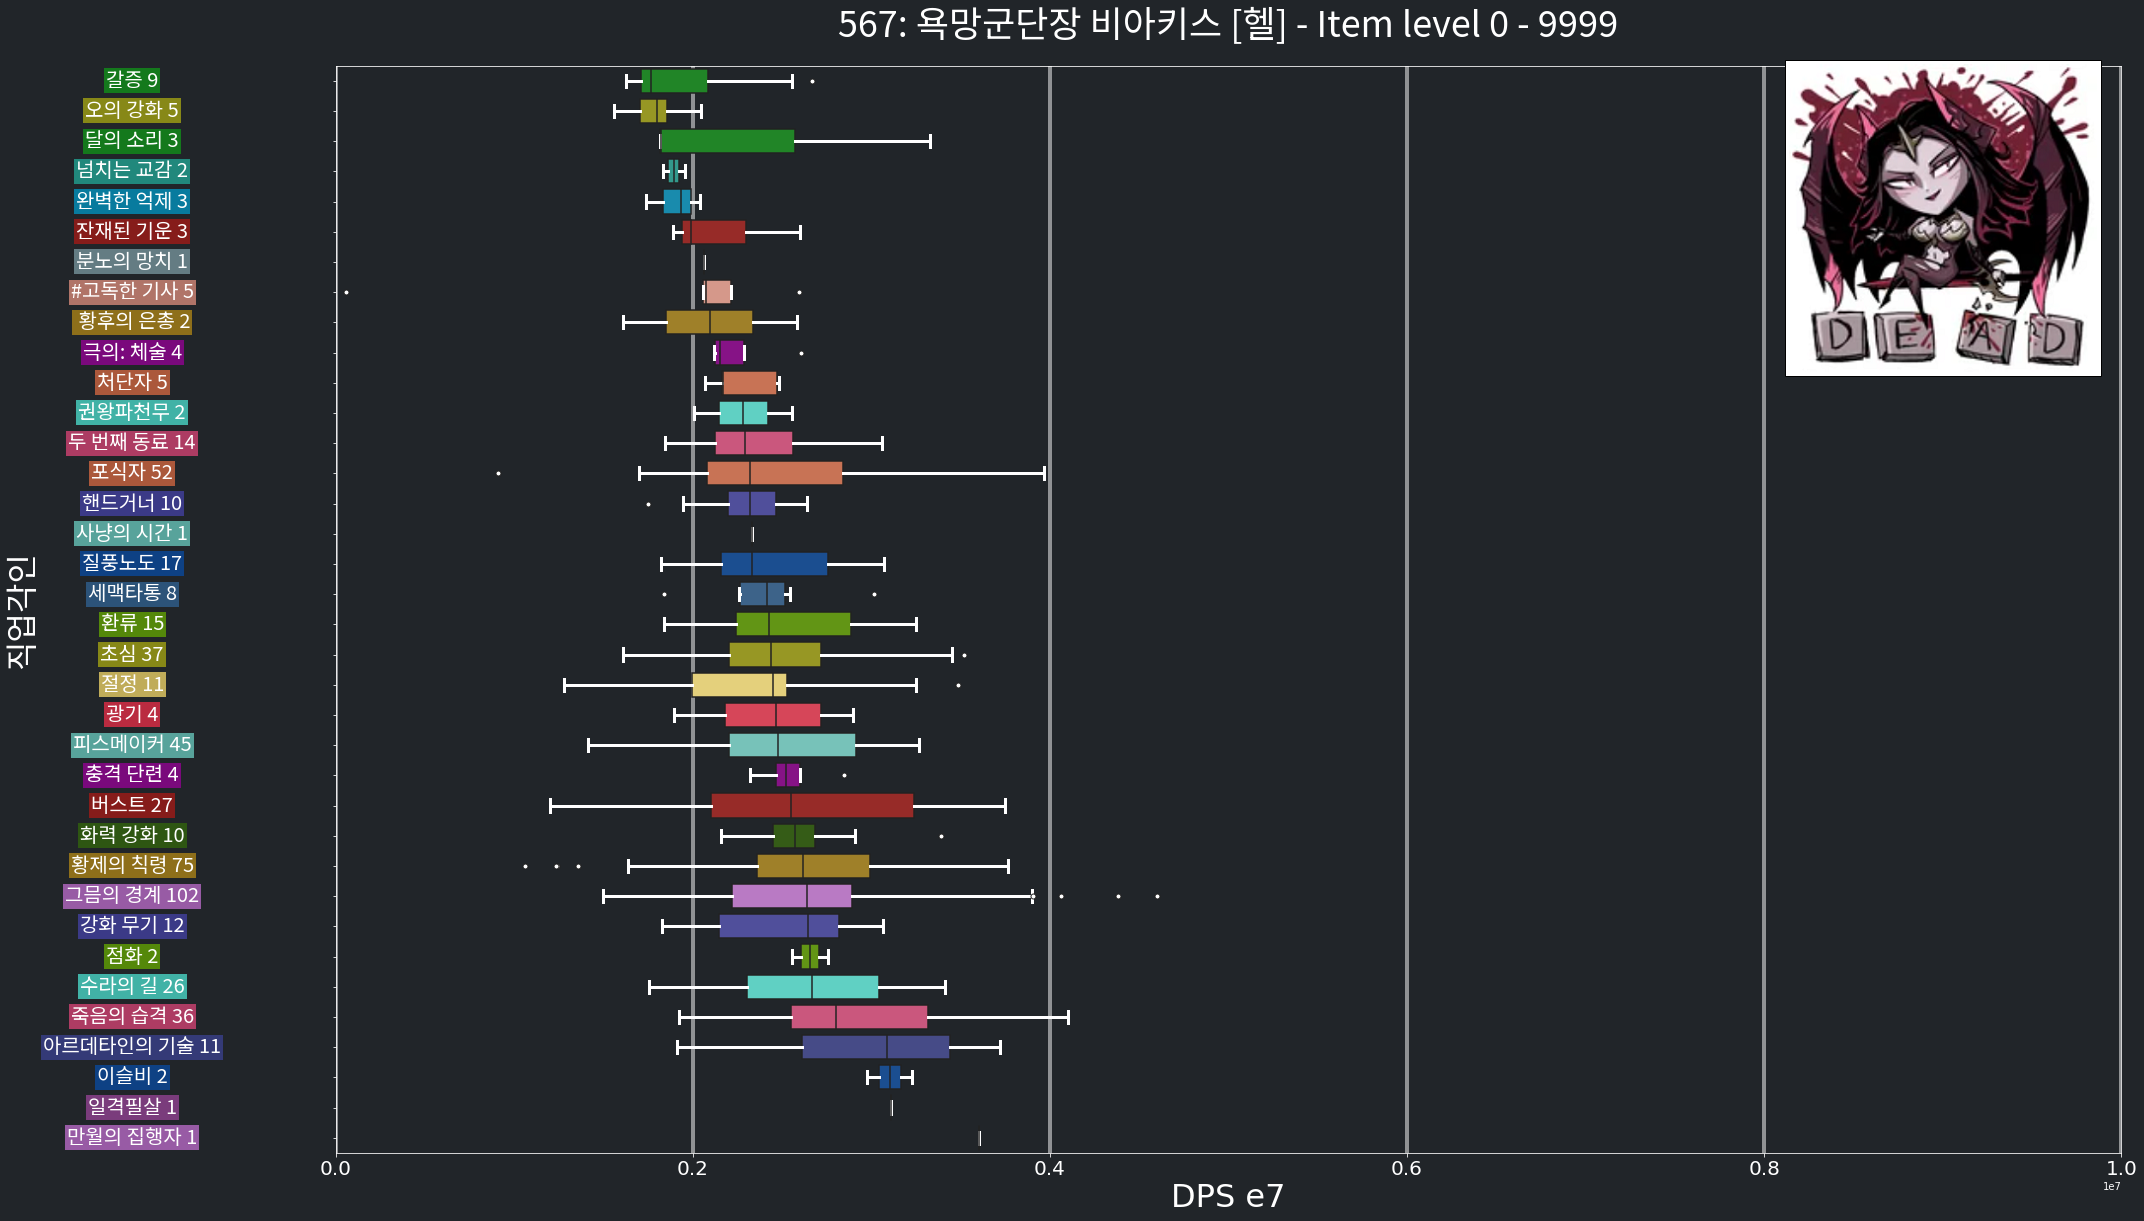 567: 욕망군단장 비아키스 [헬] - Item level 0 - 9999
직업각인
갈증 9
오의 강화 5
달의 소리 3
넘치는 교감 2
완벽한 억제 3
잔재된 기운 3
분노의 망치 1
#고독한 기사 5
황후의 은총 2
극의: 체술 4
처단자 5
권왕파천무 2
두 번째 동료 14
포식자 52
핸드거너 10
사냥의 시간 1
질풍노도 17
세맥타통 8
환류 15
초심 37
절정 11
광기 4
피스메이커 45
충격 단련 4
버스트 27
화력 강화 10
황제의 칙령 75
그믐의 경계 102
강화 무기 12
점화 2
수라의 길 26
죽음의 습격 36
아르데타인의 기술 11
이슬비 2
일격필살 1
만월의 집행자 1
DEAD
0.0 0.2 0.4 0.6 0.8 1.0
1e7
DPS e7